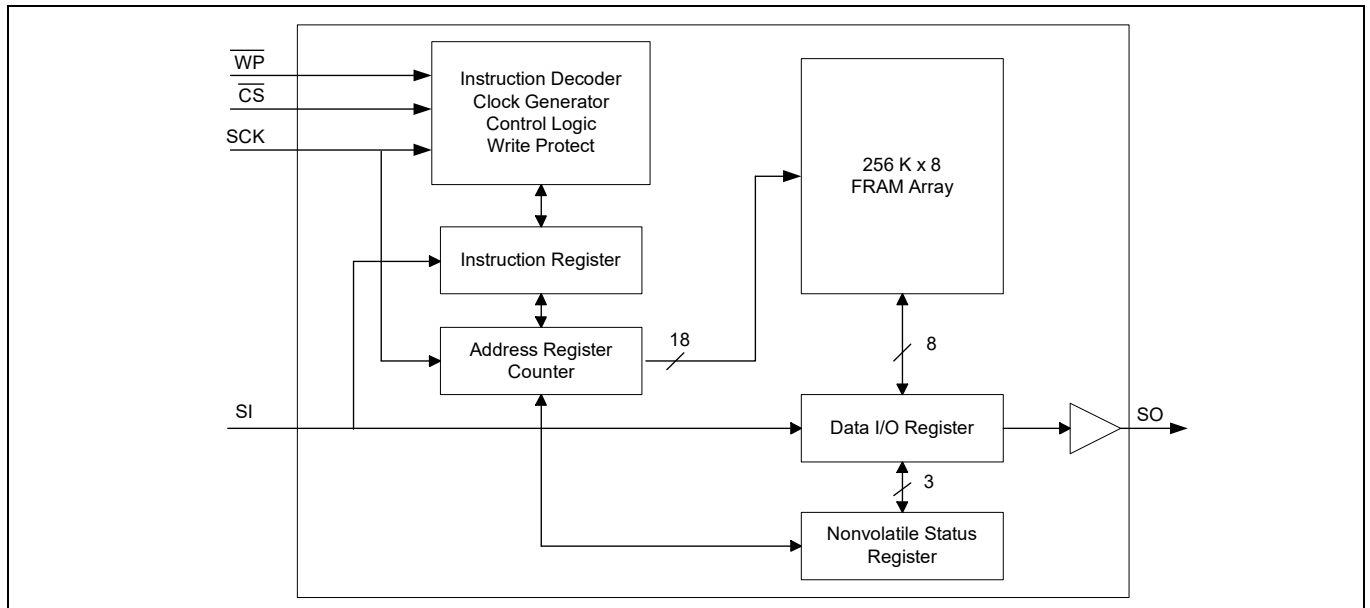 WP
CS
SCK
Instruction Decoder
Clock Generator
Control Logic
Write Protect
256 K x 8
FRAM Array
Instruction Register
Address Register
Counter
18
8
SI
Data I/O Register
SO
3
Nonvolatile Status
Register